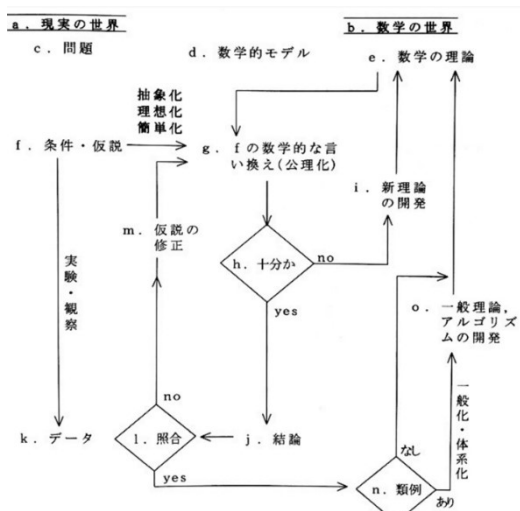 a．現実の世界
b．数学の世界
c．問題
d．数学的モデル
e．数学の理論
抽象化
理想化
簡単化
f．条件・仮説
g．fの数学的な言
い換え(公理化)
i．新理論
の開発
m．仮説の
修正
h．十分か
no
yes
実験・観察
o．一般理論，
アルゴリズ
ムの開発
no
一般化・体系化
k．データ
l．照合
j．結論
なし
yes
n．類例
あり